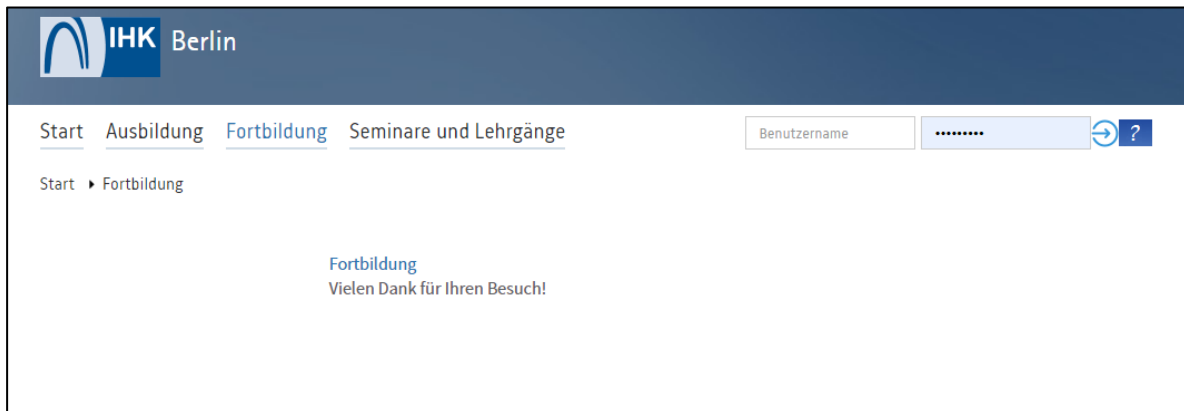 IHK Berlin
Start Ausbildung Fortbildung Seminare und Lehrgänge Benutzername ••••••••• ?
Start ▸ Fortbildung
Fortbildung
Vielen Dank für Ihren Besuch!